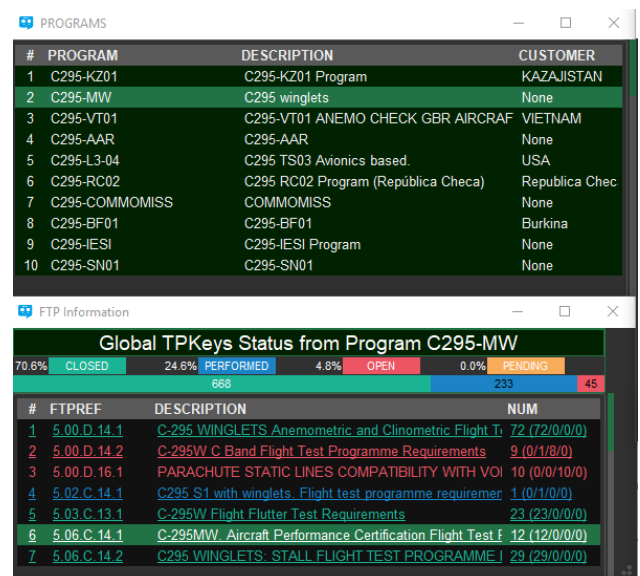 PROGRAMS
# PROGRAM DESCRIPTION CUSTOMER
1 C295-KZ01 C295-KZ01 Program KAZAJISTAN
2 C295-MW C295 winglets None
3 C295-VT01 C295-VT01 ANEMO CHECK GBR AIRCRAF VIETNAM
4 C295-AAR C295-AAR None
5 C295-L3-04 C295 TS03 Avionics based. USA
6 C295-RC02 C295 RC02 Program (República Checa) Republica Chec
7 C295-COMMOMISS COMMOMISS None
8 C295-BF01 C295-BF01 Burkina
9 C295-IESI C295-IESI Program None
10 C295-SN01 C295-SN01 None
FTP Information
Global TPKeys Status from Program C295-MW
70.6% CLOSED 24.6% PERFORMED 4.8% OPEN 0.0% PENDING
668 233 45
# FTPREF DESCRIPTION NUM
1 5.00.D.14.1 C-295 WINGLETS Anemometric and Clinometric Flight T 72 (72/0/0/0)
2 5.00.D.14.2 C-295W C Band Flight Test Programme Requirements 9 (0/1/8/0)
3 5.00.D.16.1 PARACHUTE STATIC LINES COMPATIBILITY WITH VO 10 (0/0/10/0)
4 5.02.C.14.1 C295 S1 with winglets. Flight test programme requiremen 1 (0/1/0/0)
5 5.03.C.13.1 C-295W Flight Flutter Test Requirements 23 (23/0/0/0)
6 5.06.C.14.1 C-295MW. Aircraft Performance Certification Flight Test 12 (12/0/0/0)
7 5.06.C.14.2 C295 WINGLETS: STALL FLIGHT TEST PROGRAMME 29 (29/0/0/0)